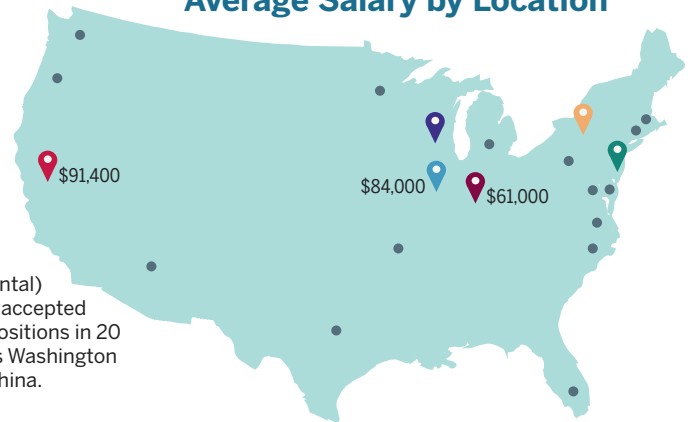 Average Salary by Location
$91,400
$84,000
$61,000
ntal)
accepted
ositions in 20
s Washington
hina.